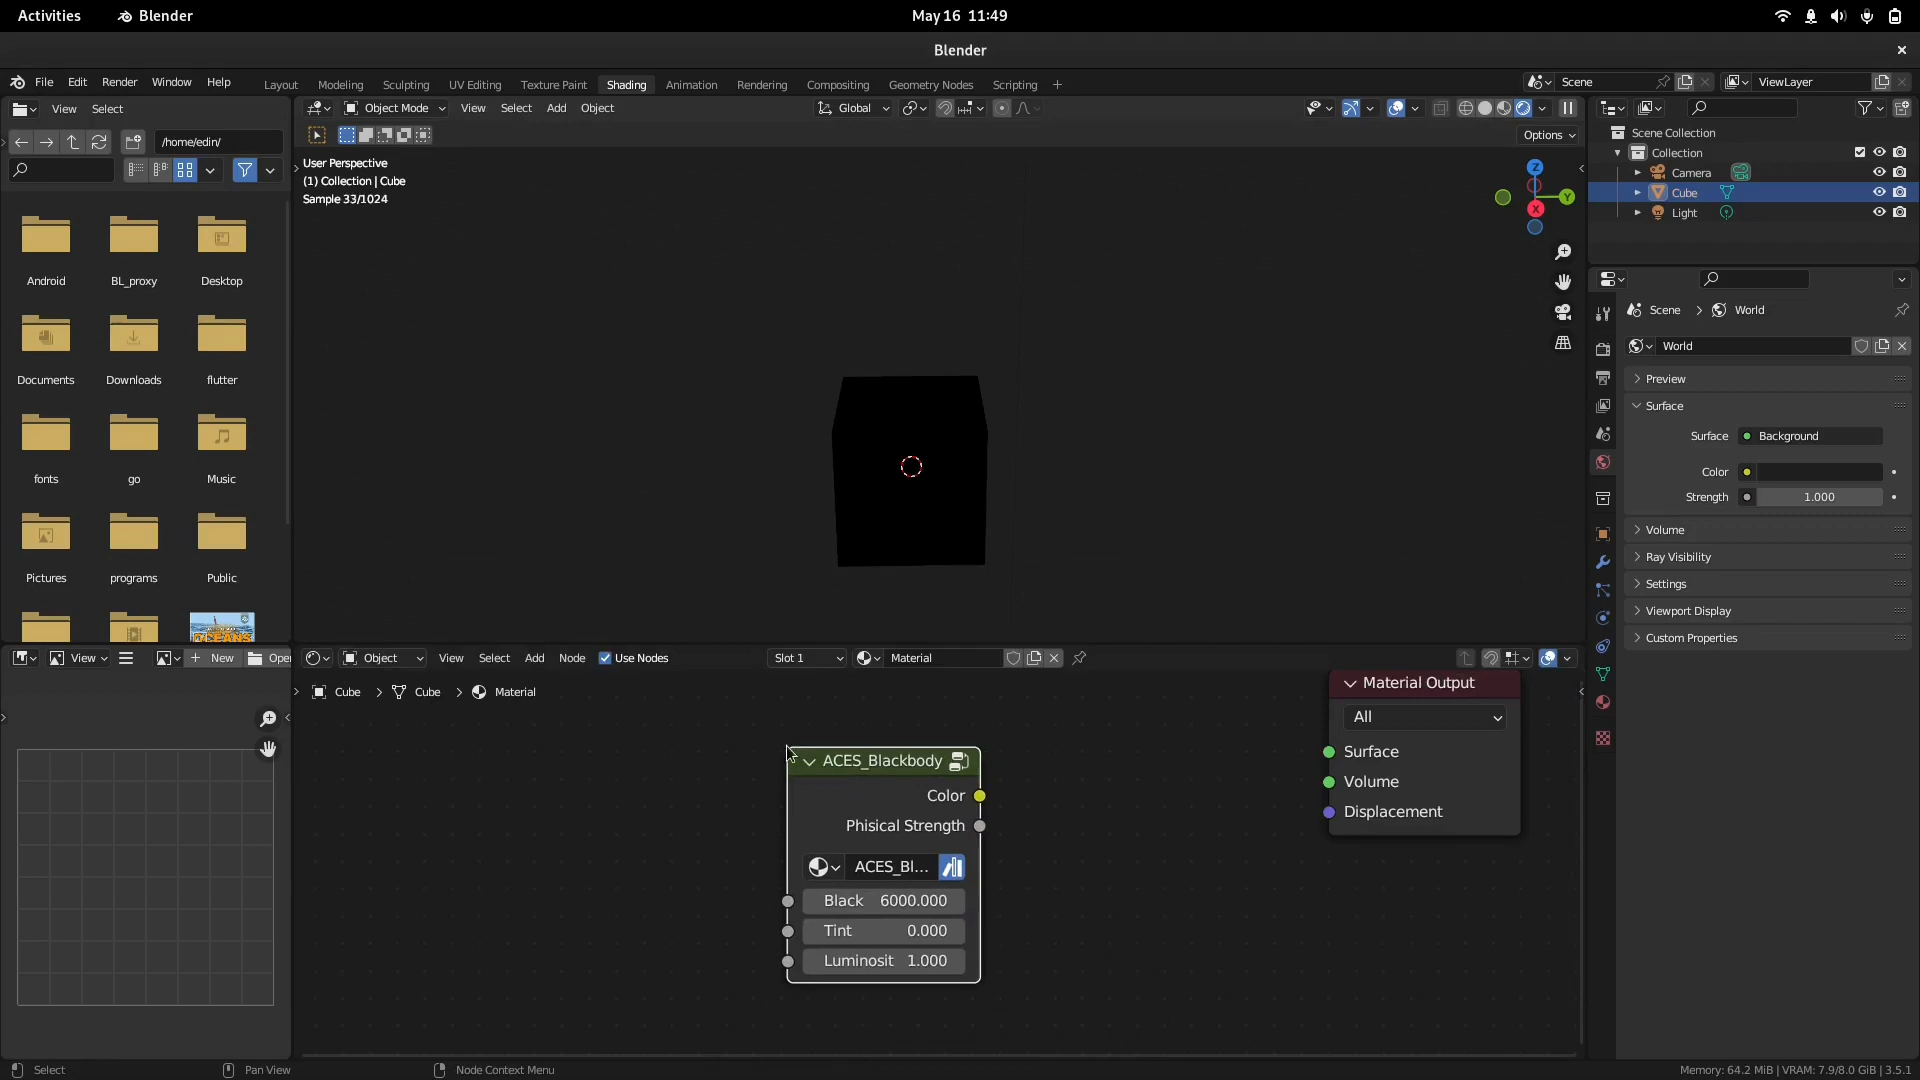 Activities
Blender
May 16 11:49
Blender
File Edit Render Window Help
Layout Modeling Sculpting UV Editing Texture Paint Shading Animation Rendering Compositing Geometry Nodes Scripting +
Scene
ViewLayer
View Select
Object Mode View Select Add Object
Global
/home/edin/
Options
Android BL_proxy Desktop
Documents Downloads flutter
fonts go Music
Pictures programs Public
OCEANS
User Perspective
(1) Collection | Cube
Sample 33/1024
Z
Y
X
Scene Collection
Collection
Camera
Cube
Light
Scene > World
World
Preview
Surface
Surface Background
Color
Strength 1.000
Volume
Ray Visibility
Settings
Viewport Display
Custom Properties
View
+ New
Open
Object View Select Add Node Use Nodes
Slot 1
Material
Cube > Cube > Material
ACES_Blackbody
Color
Phisical Strength
ACES_Bl...
Black 6000.000
Tint 0.000
Luminosit 1.000
Material Output
All
Surface
Volume
Displacement
Select
Pan View
Node Context Menu
Memory: 64.2 MiB | VRAM: 7.9/8.0 GiB | 3.5.1